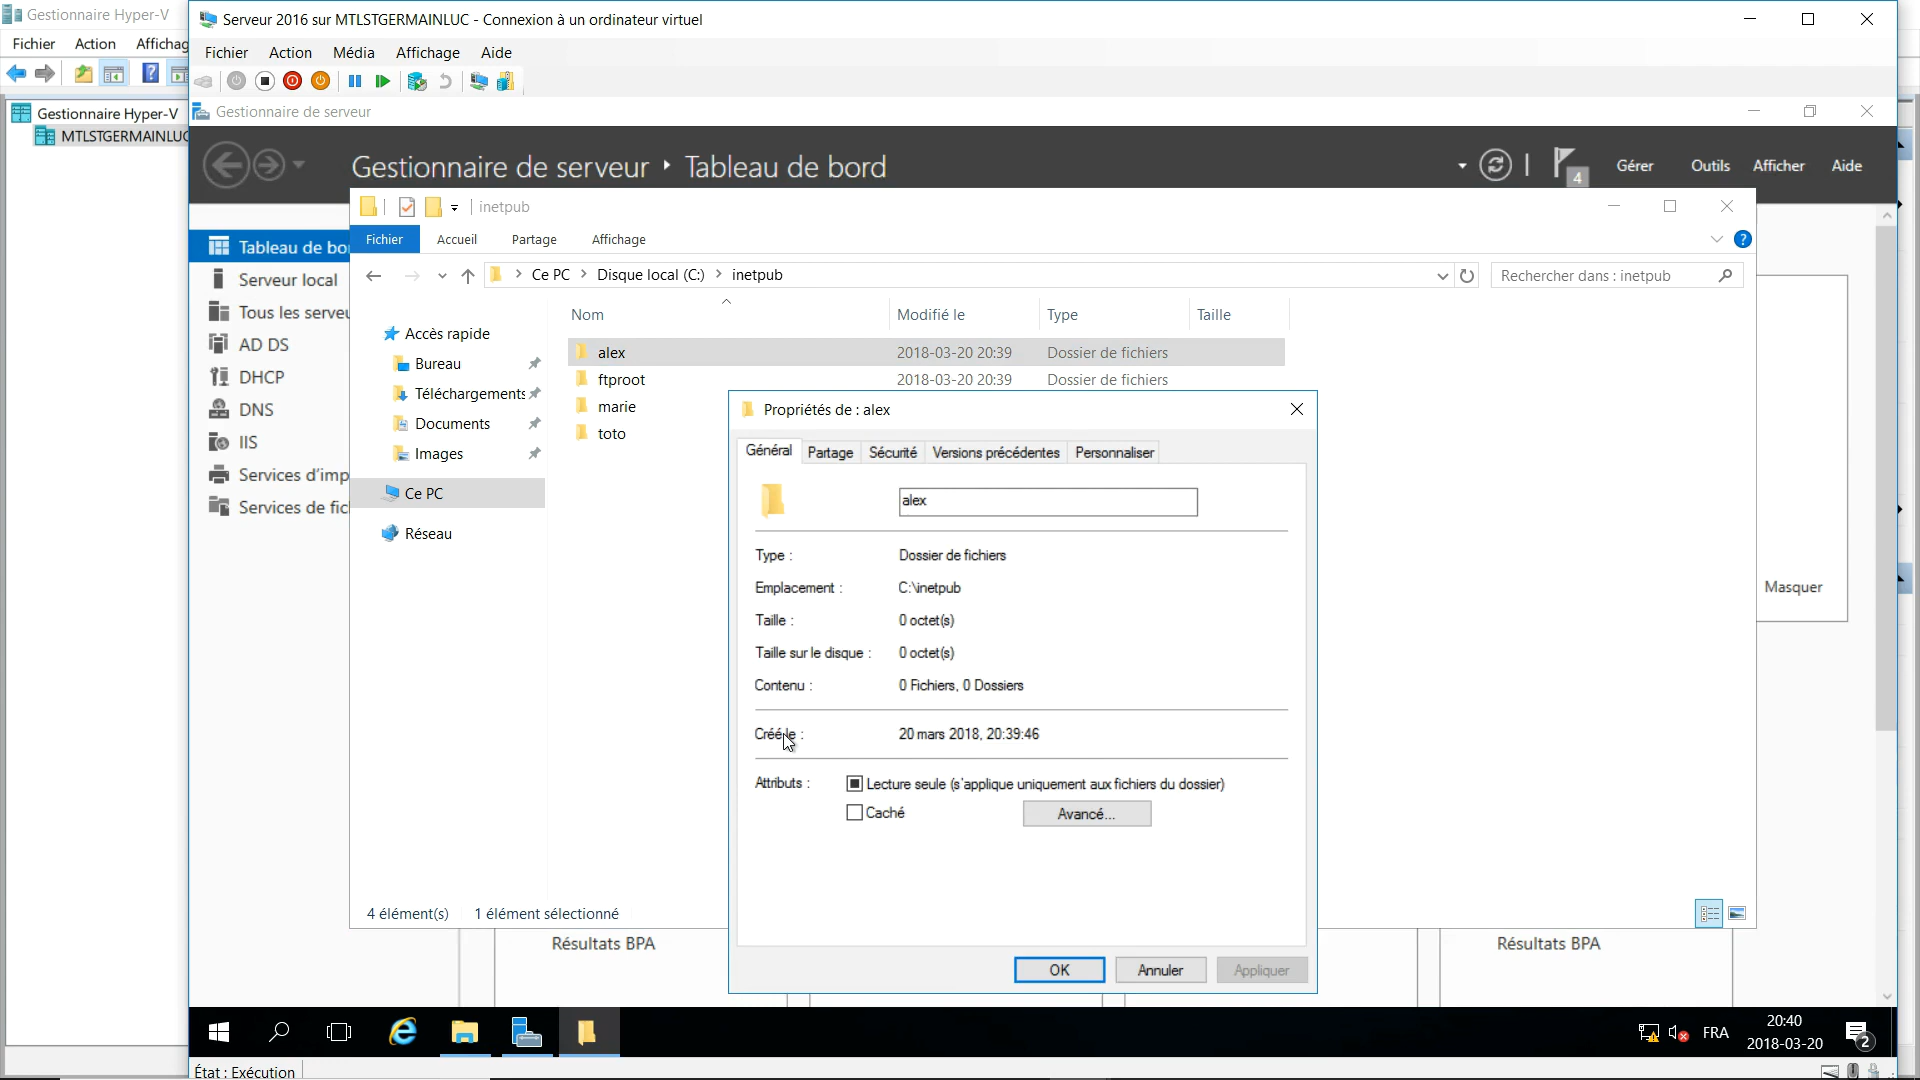 Gestionnaire Hyper-V
Fichier Action Affichag
Gestionnaire Hyper-V
MTLSTGERMAINLUC
Serveur 2016 sur MTLSTGERMAINLUC - Connexion à un ordinateur virtuel
Fichier Action Média Affichage Aide
Gestionnaire de serveur
Gestionnaire de serveur Tableau de bord
4 Gérer Outils Afficher Aide
Tableau de bo
Serveur local
Tous les serveu
AD DS
DHCP
DNS
IIS
Services d'imp
Services de fic
inetpub
Fichier Accueil Partage Affichage
Ce PC > Disque local (C:) > inetpub
Rechercher dans : inetpub
Accès rapide
Bureau
Téléchargements
Documents
Images
Ce PC
Réseau
Nom Modifié le Type Taille
alex 2018-03-20 20:39 Dossier de fichiers
ftproot 2018-03-20 20:39 Dossier de fichiers
marie
toto
Propriétés de : alex
Général Partage Sécurité Versions précédentes Personnaliser
alex
Type : Dossier de fichiers
Emplacement : C:\inetpub
Taille : 0 octet(s)
Taille sur le disque : 0 octet(s)
Contenu : 0 Fichiers, 0 Dossiers
Créé le : 20 mars 2018, 20:39:46
Attributs : Lecture seule (s'applique uniquement aux fichiers du dossier)
Caché Avancé...
OK Annuler Appliquer
Masquer
4 élément(s) 1 élément sélectionné
Résultats BPA Résultats BPA
FRA 20:40
2018-03-20 2
État : Exécution